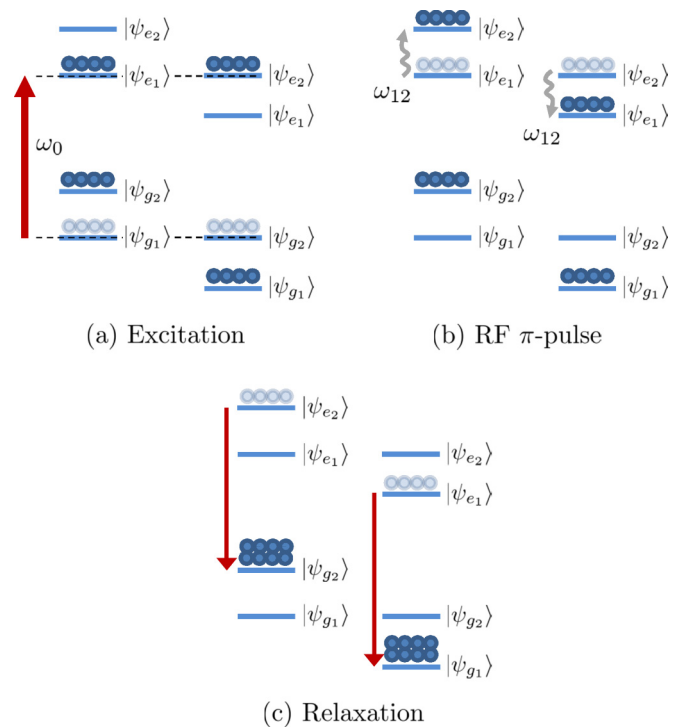 |ψe2⟩
|ψe1⟩ |ψe2⟩
|ψe1⟩
ω0
|ψg2⟩
|ψg1⟩ |ψg2⟩
|ψg1⟩
(a) Excitation
|ψe2⟩
|ψe1⟩ |ψe2⟩
ω12
|ψe1⟩
ω12
|ψg2⟩
|ψg1⟩ |ψg2⟩
|ψg1⟩
(b) RF π-pulse
|ψe2⟩
|ψe1⟩ |ψe2⟩
|ψe1⟩
|ψg2⟩
|ψg1⟩ |ψg2⟩
|ψg1⟩
(c) Relaxation